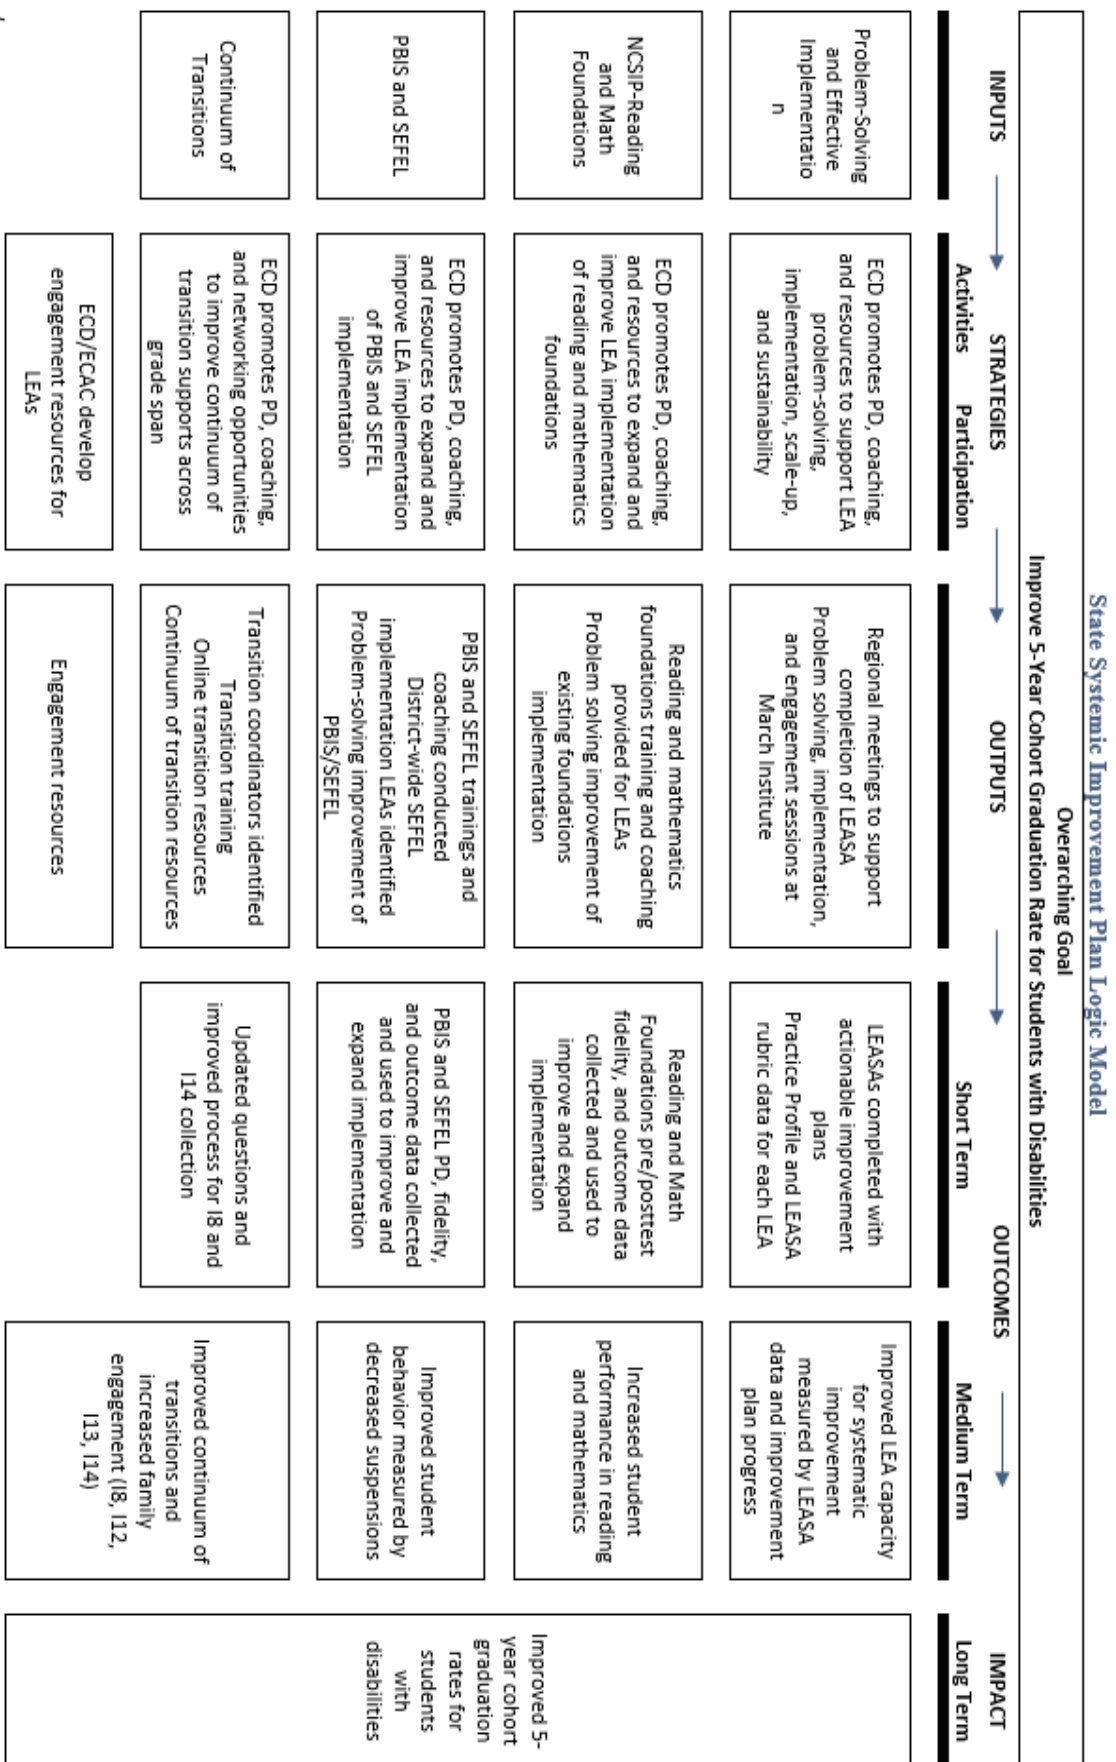 State Systemic Improvement Plan Logic Model
Overarching Goal
Improve 5-Year Cohort Graduation Rate for Students with Disabilities
INPUTS
STRATEGIES
OUTPUTS
OUTCOMES
IMPACT
Activities
Participation
Short Term
Medium Term
Long Term
Problem-Solving
and Effective
Implementatio
n
ECD promotes PD, coaching,
and resources to support LEA
problem-solving,
implementation, scale-up,
and sustainability
Regional meetings to support
completion of LEASA
Problem solving, implementation,
and engagement sessions at
March Institute
LEASAs completed with
actionable improvement
plans
Practice Profile and LEASA
rubric data for each LEA
Improved LEA capacity
for systematic
improvement
measured by LEASA
data and improvement
plan progress
NCSIP-Reading
and Math
Foundations
ECD promotes PD, coaching,
and resources to expand and
improve LEA implementation
of reading and mathematics
foundations
Reading and mathematics
foundations training and coaching
provided for LEAs
Problem solving improvement of
existing foundations
implementation
Reading and Math
Foundations pre/posttest
fidelity, and outcome data
collected and used to
improve and expand
implementation
Increased student
performance in reading
and mathematics
PBIS and SEFEL
ECD promotes PD, coaching,
and resources to expand and
improve LEA implementation
of PBIS and SEFEL
implementation
PBIS and SEFEL trainings and
coaching conducted
District-wide SEFEL
implementation LEAs identified
Problem-solving improvement of
PBIS/SEFEL
PBIS and SEFEL PD, fidelity,
and outcome data collected
and used to improve and
expand implementation
Improved student
behavior measured by
decreased suspensions
Continuum of
Transitions
ECD promotes PD, coaching,
and networking opportunities
to improve continuum of
transition supports across
grade span
Transition coordinators identified
Transition training
Online transition resources
Continuum of transition resources
Updated questions and
improved process for I8 and
I14 collection
Improved continuum of
transitions and
increased family
engagement (I8, I12,
I13, I14)
ECD/ECAC develop
engagement resources for
LEAs
Engagement resources
Improved 5-
year cohort
graduation
rates for
students
with
disabilities